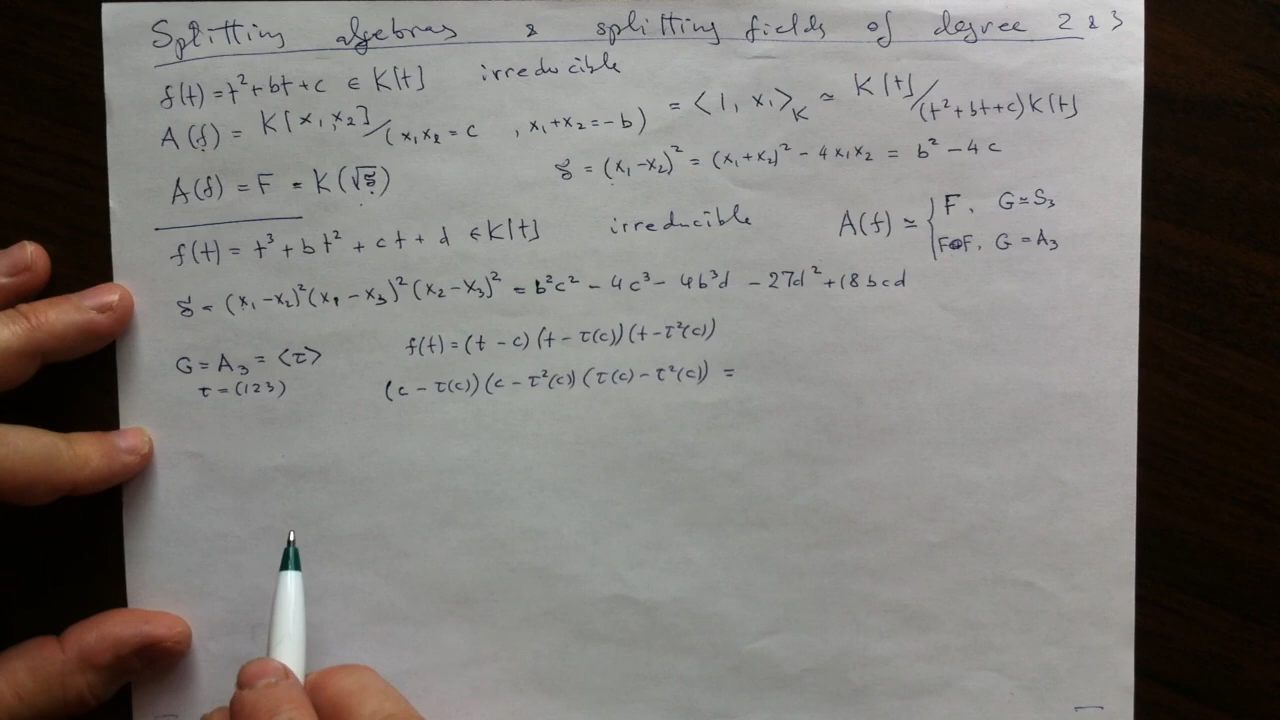 Splitting algebras & splitting fields of degree 2 & 3
f(t) = t² + bt + c ∈ K[t] irreducible
A(f) = K[x₁, x₂]/(x₁x₂ = c, x₁ + x₂ = -b) = ⟨1, x₁⟩_K ≃ K[t]/(t² + bt + c)K[t]
δ = (x₁ - x₂)² = (x₁ + x₂)² - 4x₁x₂ = b² - 4c
A(f) = F = K(√δ)
f(t) = t³ + bt² + ct + d ∈ K[t] irreducible A(f) ≃ { F, G ≃ S₃
F⊕F, G = A₃
δ = (x₁ - x₂)²(x₁ - x₃)²(x₂ - x₃)² = b²c² - 4c³ - 4b³d - 27d² + 18bcd
G = A₃ = ⟨τ⟩ f(t) = (t - c)(t - τ(c))(t - τ²(c))
τ = (123) (c - τ(c))(c - τ²(c))(τ(c) - τ²(c)) =